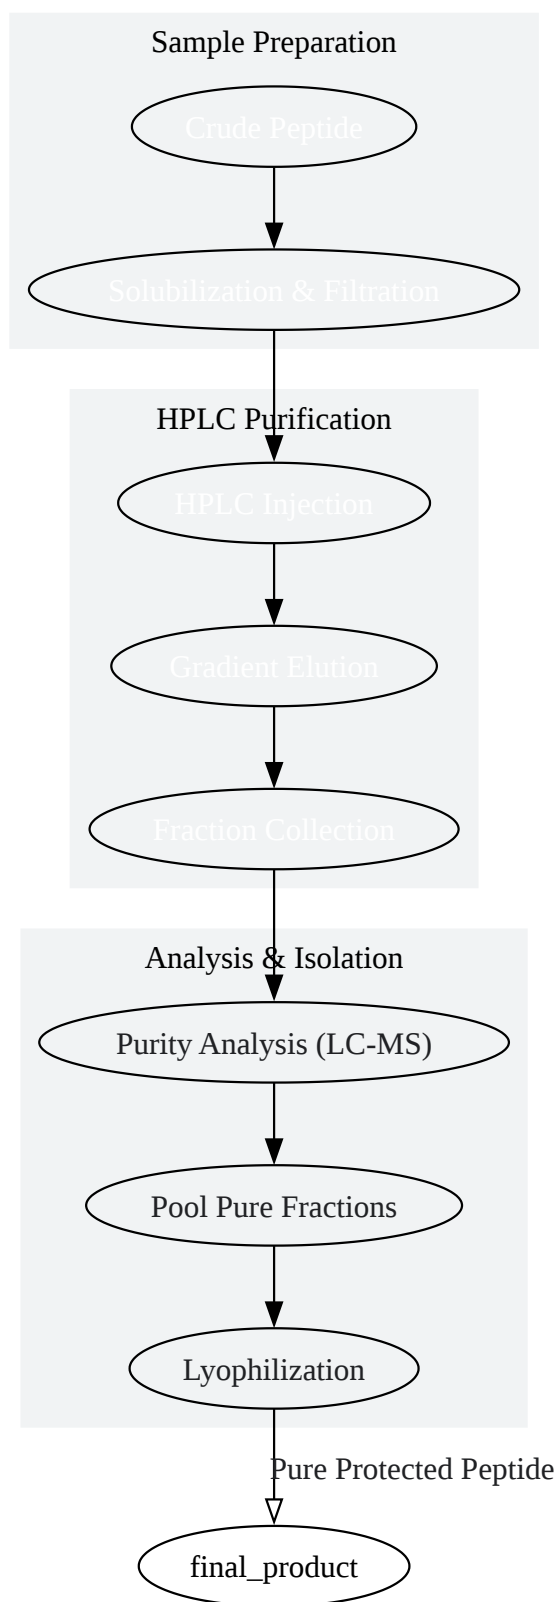 Sample Preparation
Crude Peptide
Solubilization & Filtration
HPLC Purification
HPLC Injection
Gradient Elution
Fraction Collection
Analysis & Isolation
Purity Analysis (LC-MS)
Pool Pure Fractions
Lyophilization
Pure Protected Peptide
final_product